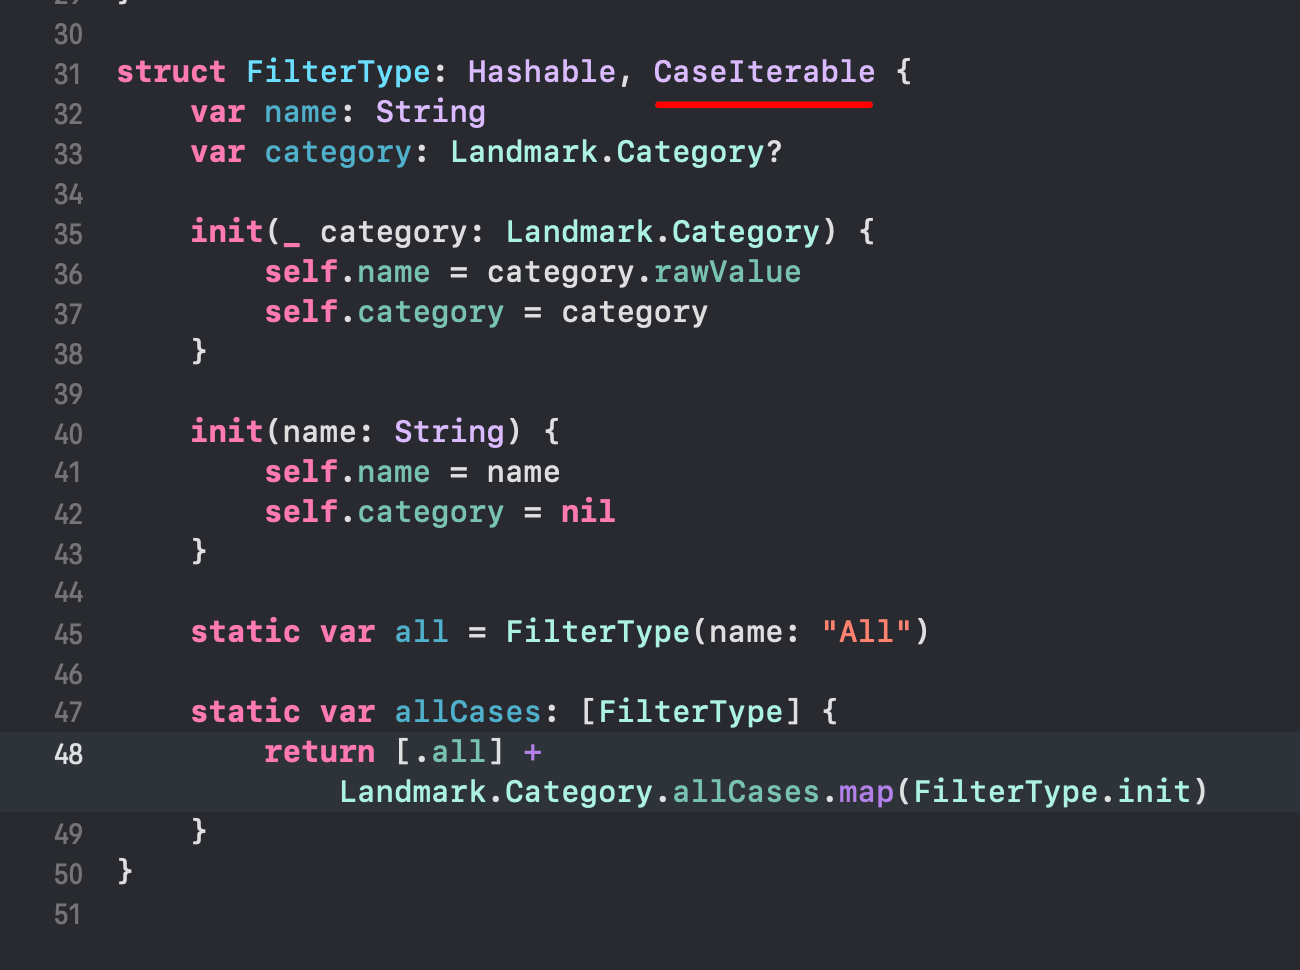 30
31 struct FilterType: Hashable, CaseIterable {
32     var name: String
33     var category: Landmark.Category?
34
35     init(_ category: Landmark.Category) {
36         self.name = category.rawValue
37         self.category = category
38     }
39
40     init(name: String) {
41         self.name = name
42         self.category = nil
43     }
44
45     static var all = FilterType(name: "All")
46
47     static var allCases: [FilterType] {
48         return [.all] +
            Landmark.Category.allCases.map(FilterType.init)
49     }
50 }
51